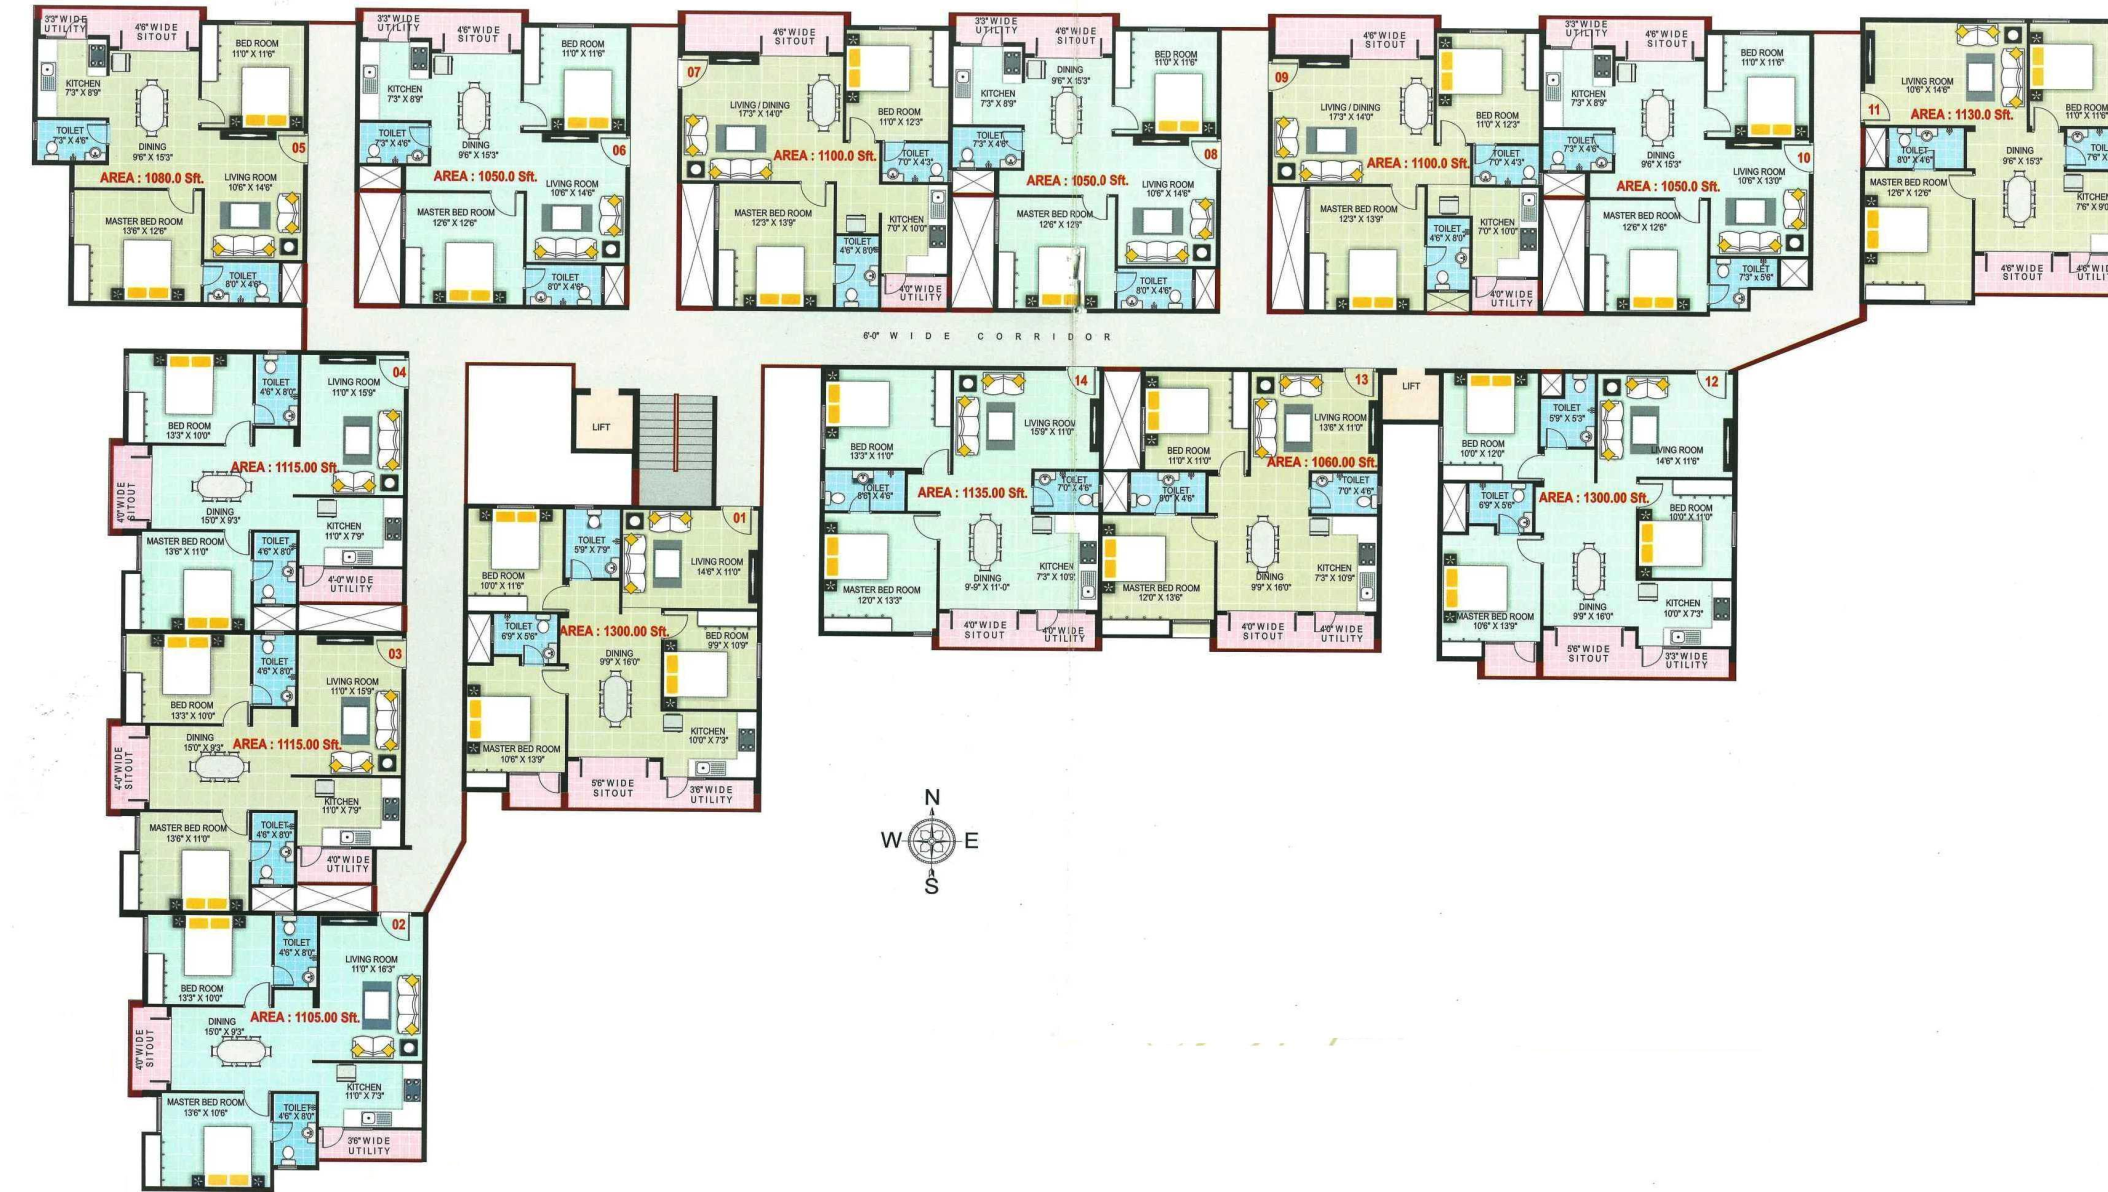 3'3" WIDE
UTILITY
4'6" WIDE
SITOUT
BED ROOM
11'0" X 11'6"
KITCHEN
7'3" X 8'9"
TOILET
7'3" X 4'6"
DINING
9'6" X 15'3"
05
AREA : 1080.0 Sft.
LIVING ROOM
10'6" X 14'6"
MASTER BED ROOM
13'6" X 12'6"
TOILET
8'0" X 4'6"
3'3" WIDE
UTILITY
4'6" WIDE
SITOUT
BED ROOM
11'0" X 11'6"
KITCHEN
7'3" X 8'9"
TOILET
7'3" X 4'6"
DINING
9'6" X 15'3"
06
AREA : 1050.0 Sft.
LIVING ROOM
10'6" X 14'6"
MASTER BED ROOM
12'6" X 12'6"
TOILET
8'0" X 4'6"
4'6" WIDE
SITOUT
07
LIVING / DINING
17'3" X 14'0"
BED ROOM
11'0" X 12'3"
AREA : 1100.0 Sft.
TOILET
7'0" X 4'3"
MASTER BED ROOM
12'3" X 13'9"
KITCHEN
7'0" X 10'0"
TOILET
4'6" X 8'0"
4'0" WIDE
UTILITY
3'3" WIDE
UTILITY
4'6" WIDE
SITOUT
BED ROOM
11'0" X 11'6"
DINING
9'6" X 15'3"
KITCHEN
7'3" X 8'9"
TOILET
7'3" X 4'6"
08
AREA : 1050.0 Sft.
LIVING ROOM
10'6" X 14'6"
MASTER BED ROOM
12'6" X 12'6"
TOILET
8'0" X 4'6"
4'6" WIDE
SITOUT
09
LIVING / DINING
17'3" X 14'0"
BED ROOM
11'0" X 12'3"
AREA : 1100.0 Sft.
TOILET
7'0" X 4'3"
MASTER BED ROOM
12'3" X 13'9"
KITCHEN
7'0" X 10'0"
TOILET
4'6" X 8'0"
4'0" WIDE
UTILITY
3'3" WIDE
UTILITY
4'6" WIDE
SITOUT
BED ROOM
11'0" X 11'6"
KITCHEN
7'3" X 8'9"
TOILET
7'3" X 4'6"
DINING
9'6" X 15'3"
10
AREA : 1050.0 Sft.
LIVING ROOM
10'6" X 13'0"
MASTER BED ROOM
12'6" X 12'6"
TOILET
7'3" x 5'6"
LIVING ROOM
10'6" X 14'6"
11
AREA : 1130.0 Sft.
BED ROOM
11'0" X 11'6"
TOILET
8'0" X 4'6"
DINING
9'6" X 15'3"
MASTER BED ROOM
12'6" X 12'6"
KITCHEN
4'6" WIDE
SITOUT
6'-0" WIDE CORRIDOR
04
LIVING ROOM
11'0" X 15'9"
TOILET
4'6" X 8'0"
BED ROOM
13'3" X 10'0"
AREA : 1115.00 Sft.
4'0" WIDE
SITOUT
DINING
15'0" X 9'3"
KITCHEN
11'0" X 7'9"
MASTER BED ROOM
13'6" X 11'0"
TOILET
4'6" X 8'0"
4'-0" WIDE
UTILITY
03
TOILET
4'6" X 8'0"
LIVING ROOM
11'0" X 15'9"
BED ROOM
13'3" X 10'0"
DINING
15'0" X 9'3"
AREA : 1115.00 Sft.
4'-0" WIDE
SITOUT
KITCHEN
11'0" X 7'9"
MASTER BED ROOM
13'6" X 11'0"
TOILET
4'6" X 8'0"
4'0" WIDE
UTILITY
02
TOILET
4'6" X 8'0"
LIVING ROOM
11'0" X 16'3"
BED ROOM
13'3" X 10'0"
AREA : 1105.00 Sft.
DINING
15'0" X 9'3"
4'0" WIDE
SITOUT
KITCHEN
11'0" X 7'3"
MASTER BED ROOM
13'6" X 10'6"
TOILET
4'6" X 8'0"
3'6" WIDE
UTILITY
LIFT
01
TOILET
5'9" X 7'9"
LIVING ROOM
14'6" X 11'0"
BED ROOM
10'0" X 11'6"
TOILET
6'9" X 5'6"
AREA : 1300.00 Sft.
BED ROOM
9'9" X 10'9"
DINING
9'9" X 16'0"
MASTER BED ROOM
10'6" X 13'9"
KITCHEN
10'0" X 7'3"
5'6" WIDE
SITOUT
3'6" WIDE
UTILITY
14
LIVING ROOM
15'9" X 11'0"
BED ROOM
13'3" X 11'0"
TOILET
8'6" X 4'6"
AREA : 1135.00 Sft.
TOILET
7'0" X 4'6"
DINING
9'-9" X 11'-0"
KITCHEN
7'3" X 10'9"
MASTER BED ROOM
12'0" X 13'3"
4'0" WIDE
SITOUT
4'0" WIDE
UTILITY
13
LIVING ROOM
13'6" X 11'0"
BED ROOM
11'0" X 11'0"
AREA : 1060.00 Sft.
TOILET
TOILET
7'0" X 4'6"
DINING
9'9" X 16'0"
KITCHEN
7'3" X 10'9"
MASTER BED ROOM
12'0" X 13'6"
4'0" WIDE
SITOUT
4'0" WIDE
UTILITY
LIFT
12
TOILET
5'9" X 5'3"
BED ROOM
10'0" X 12'0"
LIVING ROOM
14'6" X 11'6"
TOILET
6'9" X 5'6"
AREA : 1300.00 Sft.
BED ROOM
10'0" X 11'0"
DINING
9'9" X 16'0"
KITCHEN
10'0" X 7'3"
MASTER BED ROOM
10'6" X 13'9"
5'6" WIDE
SITOUT
3'3" WIDE
UTILITY
N
W E
S